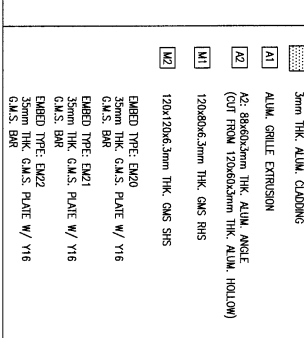 3mm THK. ALUM. CLADDING
A1 ALUM. GRILLE EXTRUSION
A2 A2: 88x60x3mm THK. ALUM. ANGLE
(CUT FROM 120x60x3mm THK. ALUM. HOLLOW)
M1 120x80x6.3mm THK. GMS RHS
M2 120x120x6.3mm THK. GMS SHS
EMBED TYPE: EM20
35mm THK. G.M.S. PLATE W/ Y16
G.M.S. BAR
EMBED TYPE: EM21
35mm THK. G.M.S. PLATE W/ Y16
G.M.S. BAR
EMBED TYPE: EM22
35mm THK. G.M.S. PLATE W/ Y16
G.M.S. BAR